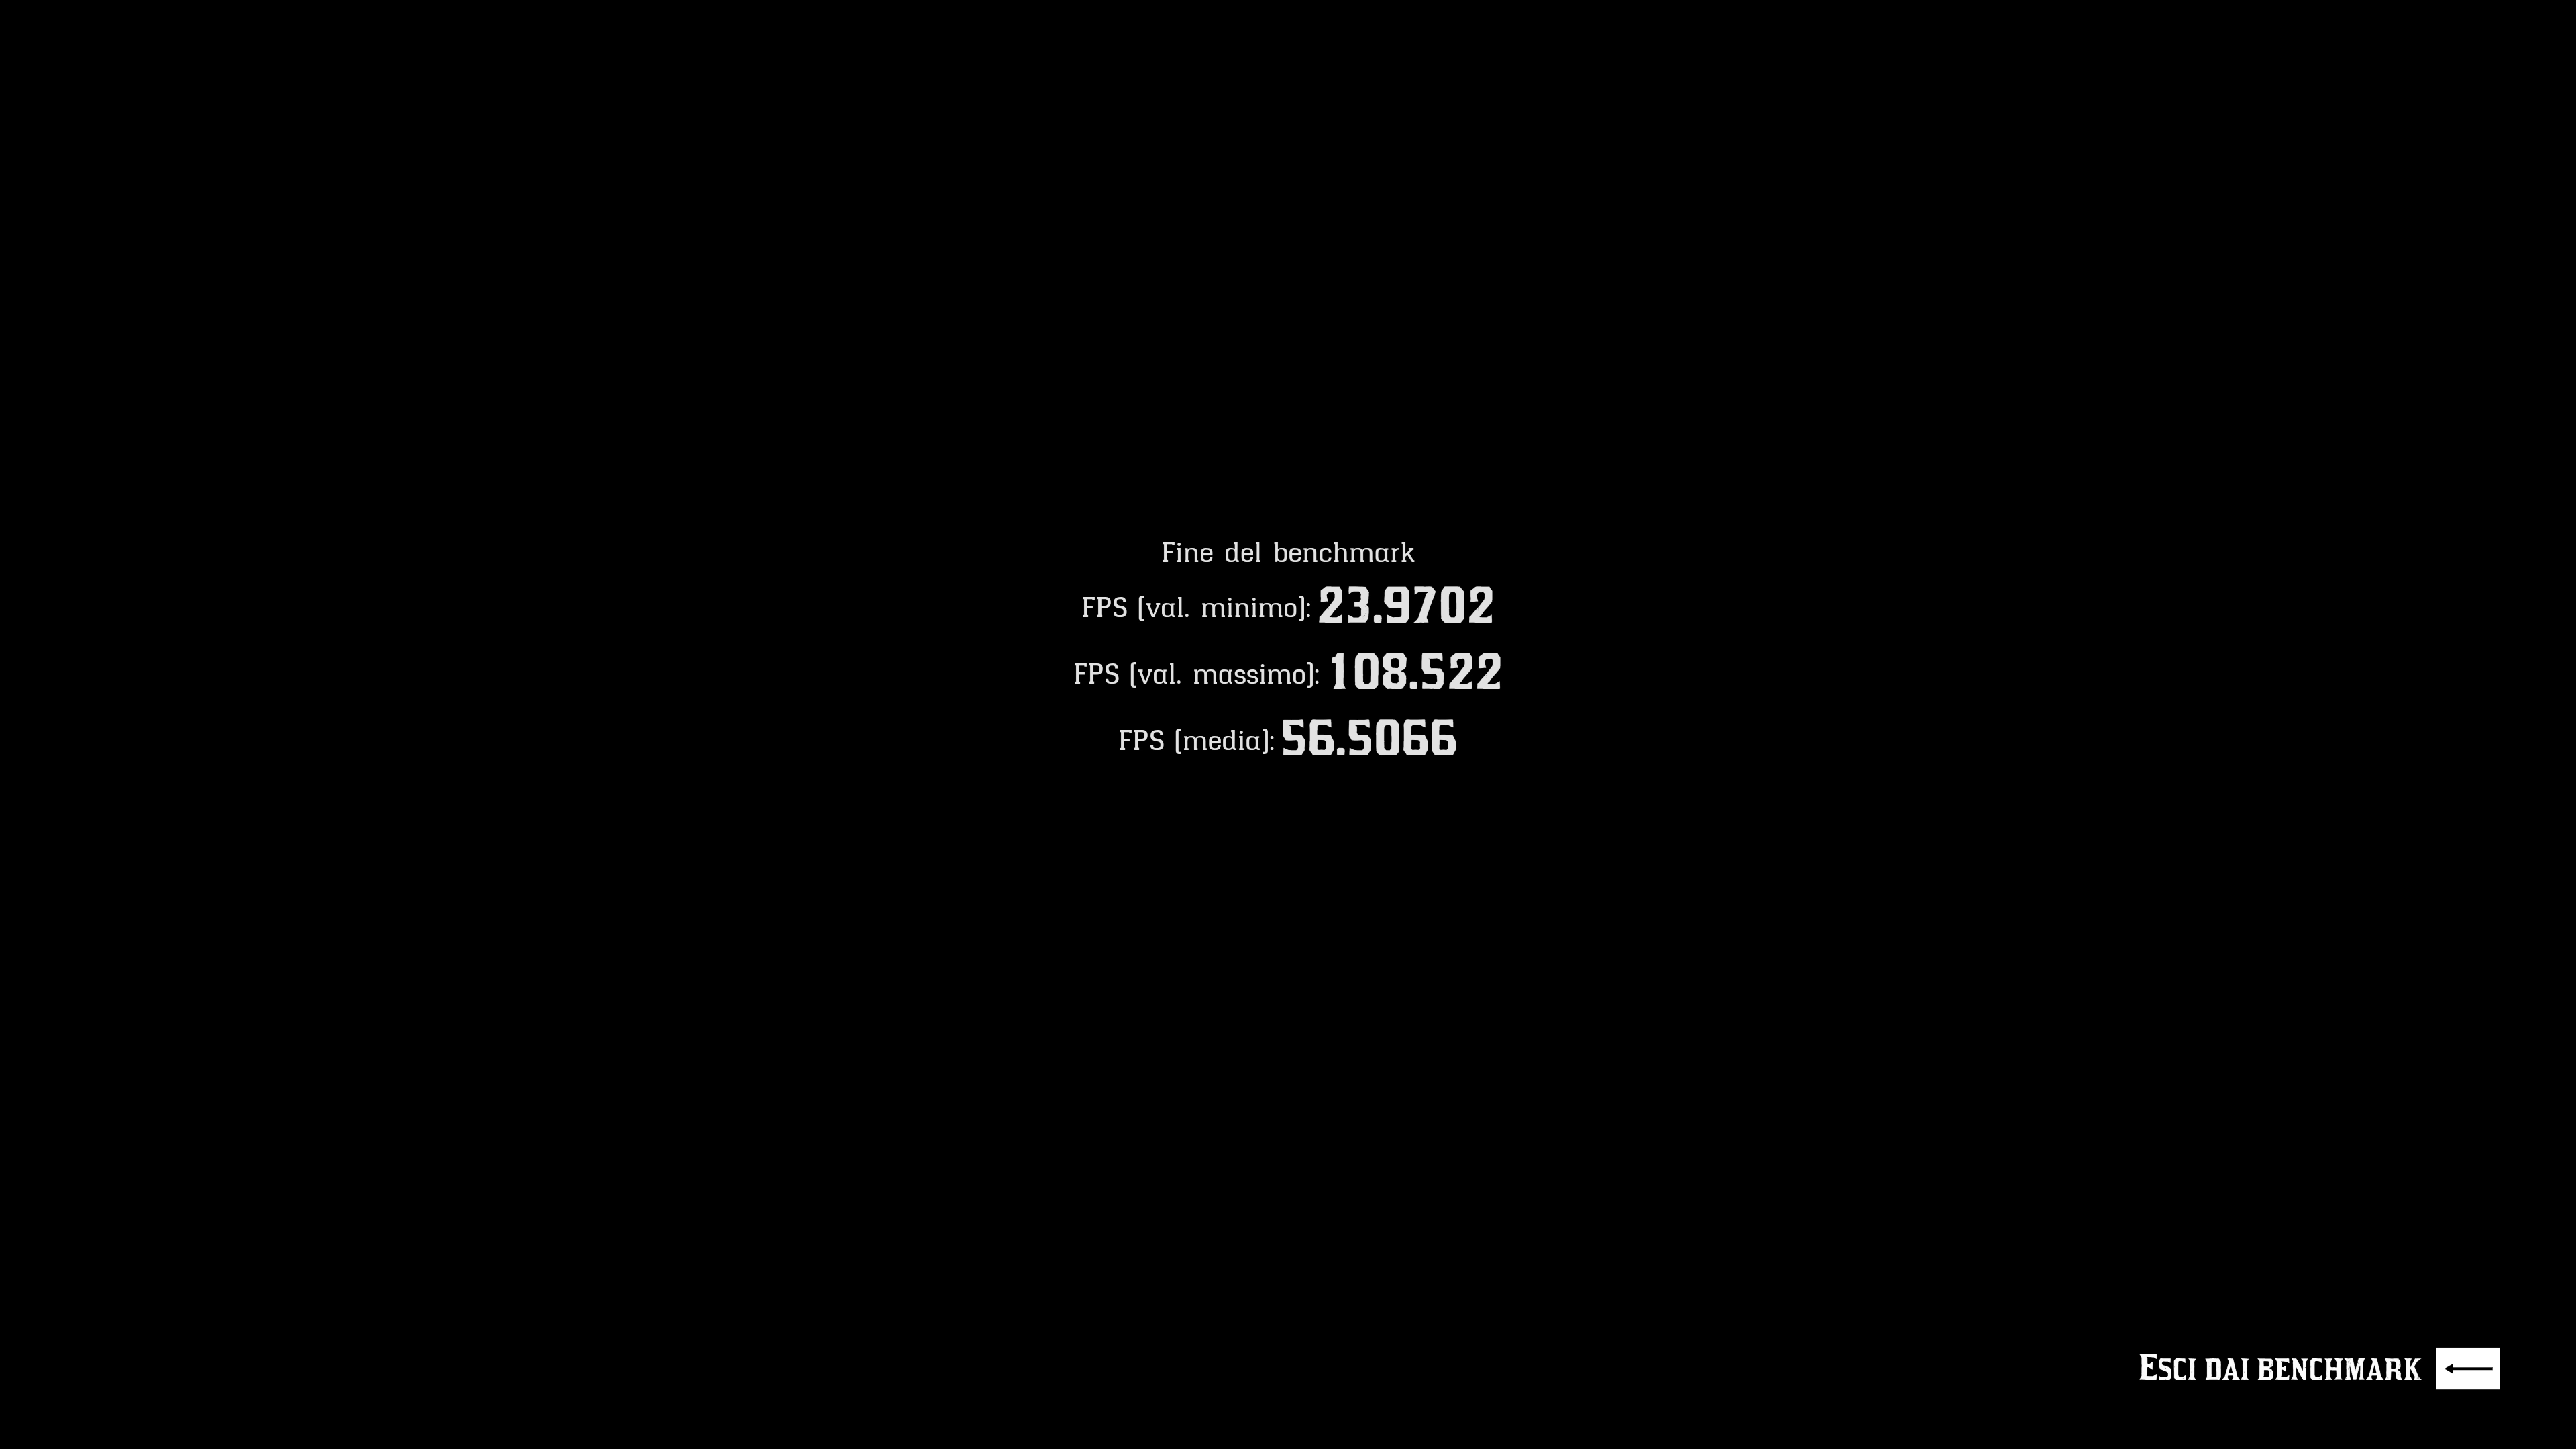 Fine del benchmark
FPS (val. minimo): 23.9702
FPS (val. massimo): 108.522
FPS (media): 56.5066
Esci dai benchmark